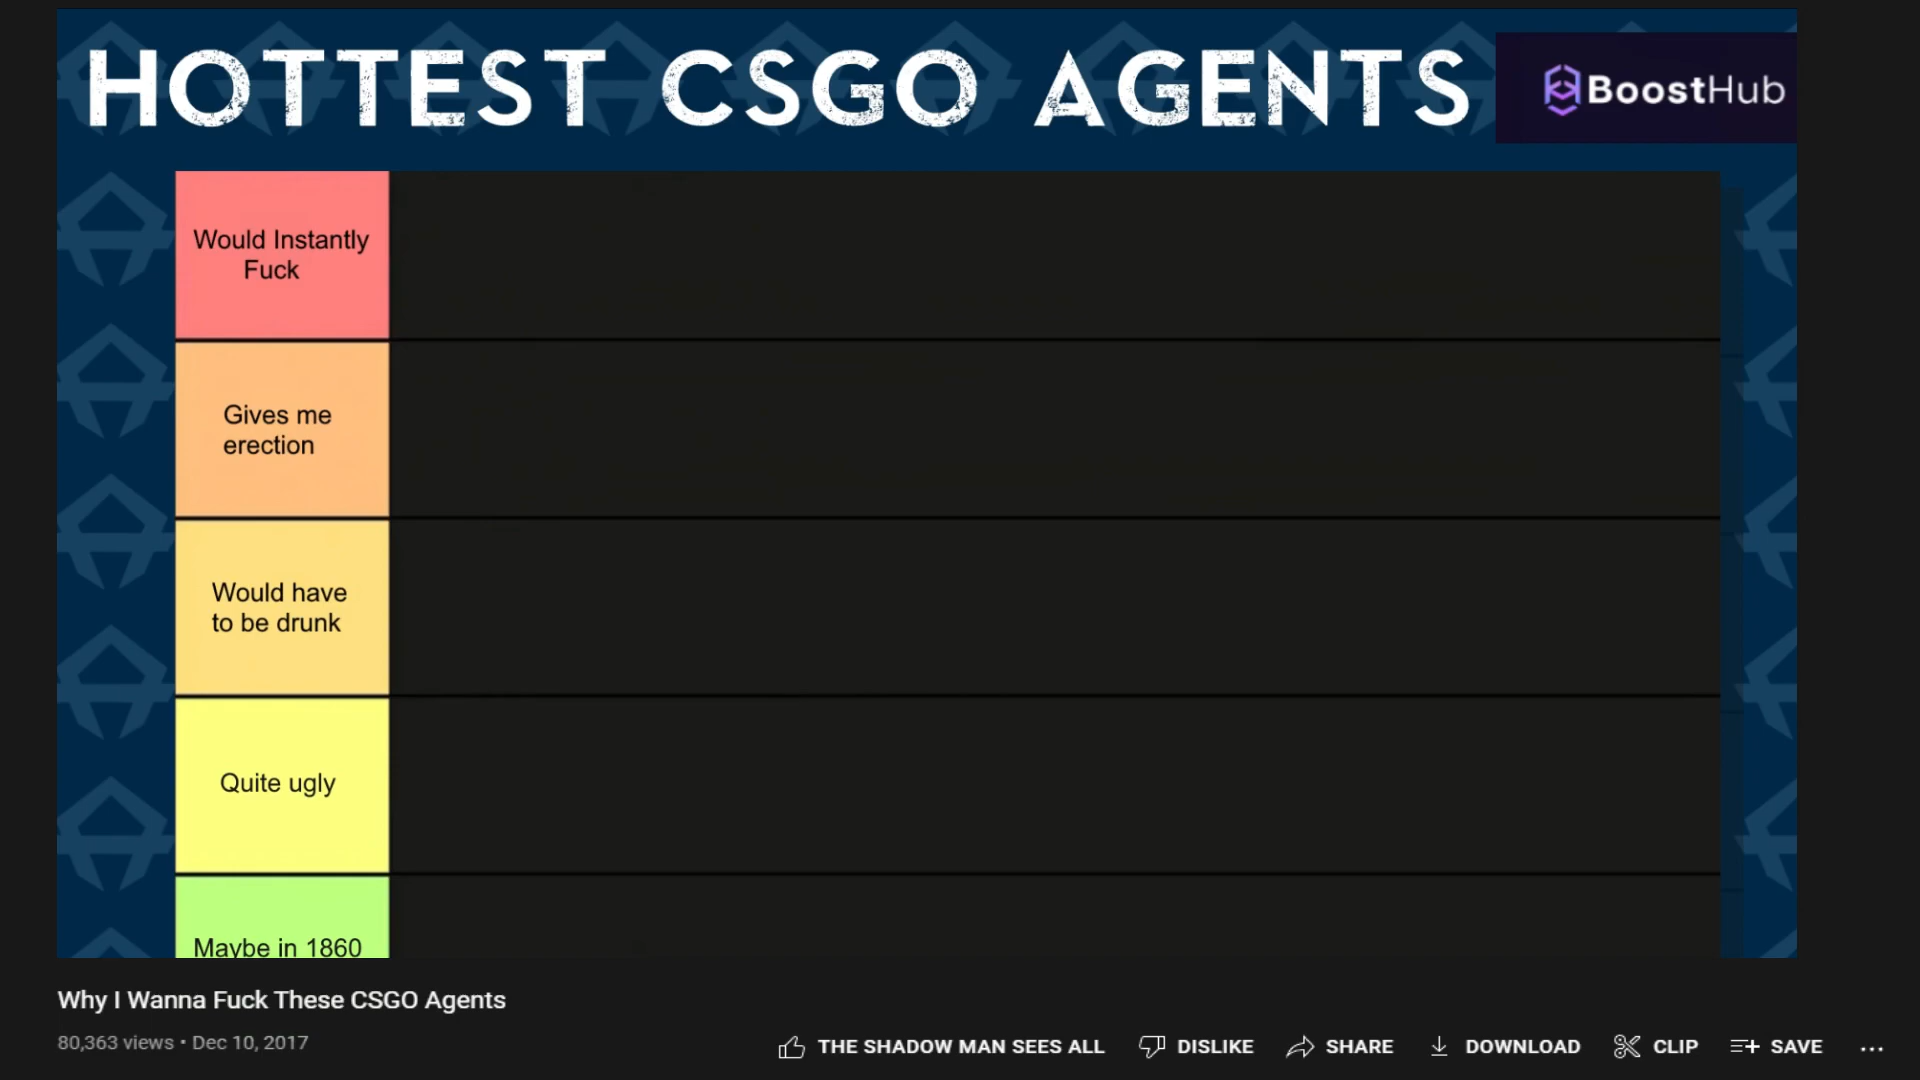 HOTTEST CSGO AGENTS
BoostHub
Would Instantly
Fuck
Gives me
erection
Would have
to be drunk
Quite ugly
Maybe in 1860
Why I Wanna Fuck These CSGO Agents
80,363 views • Dec 10, 2017
THE SHADOW MAN SEES ALL
DISLIKE
SHARE
DOWNLOAD
CLIP
SAVE
...